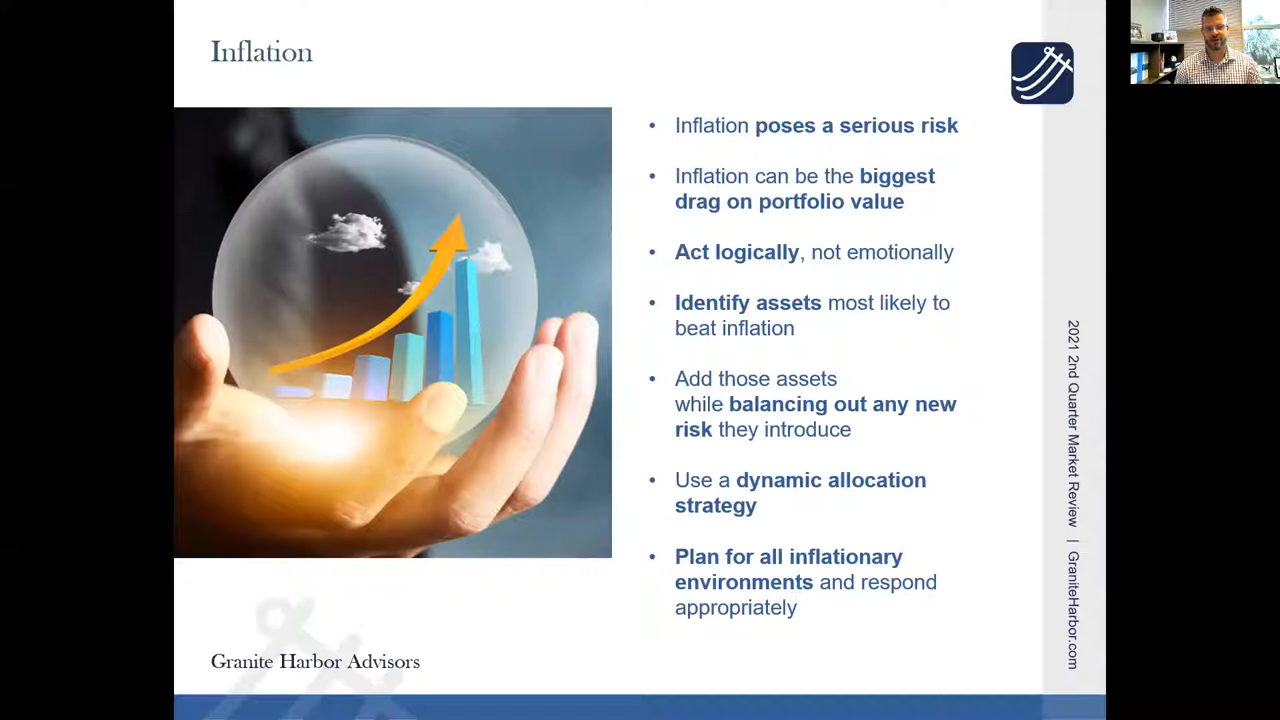 Inflation
• Inflation poses a serious risk
• Inflation can be the biggest
drag on portfolio value
• Act logically, not emotionally
• Identify assets most likely to
beat inflation
• Add those assets
while balancing out any new
risk they introduce
• Use a dynamic allocation
strategy
• Plan for all inflationary
environments and respond
appropriately
2021 2nd Quarter Market Review | GraniteHarbor.com
Granite Harbor Advisors